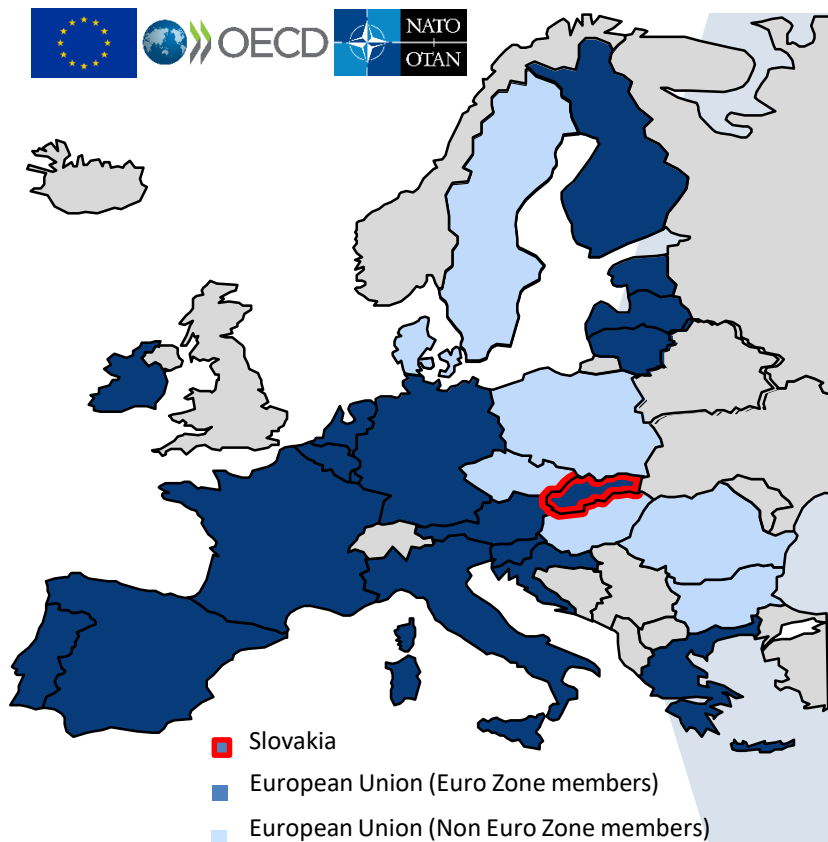 OECD
NATO
OTAN
Slovakia
European Union (Euro Zone members)
European Union (Non Euro Zone members)